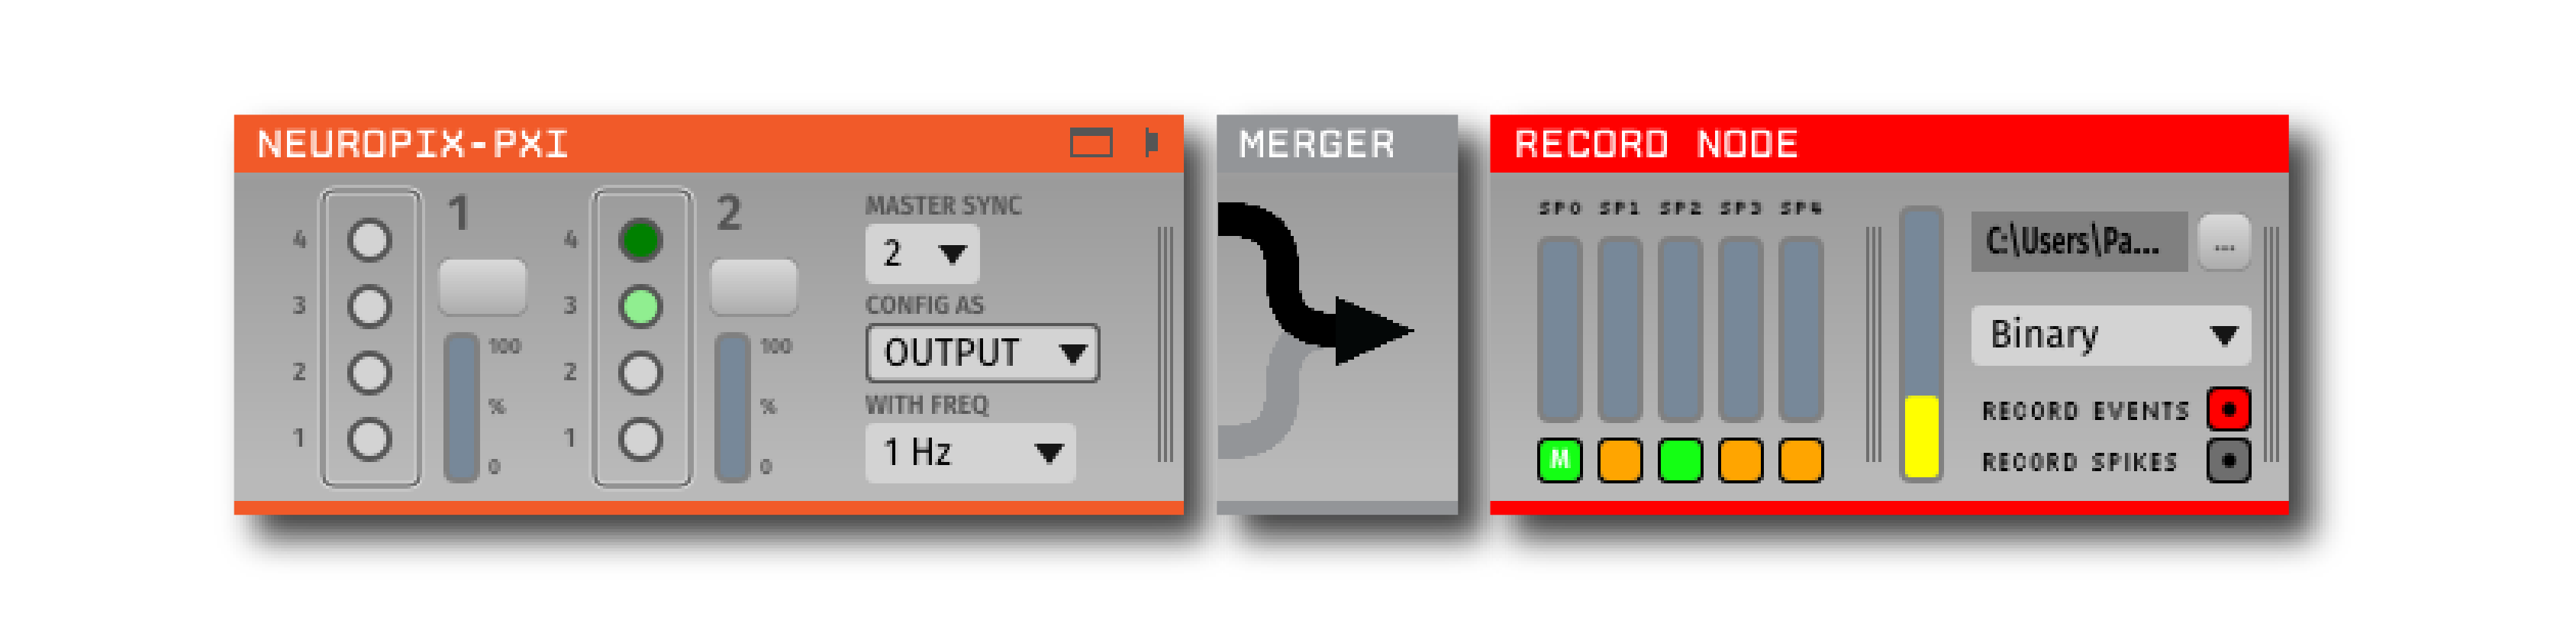 NEUROPIX-PXI
1
4
3
2
1
100
%
0
2
4
3
2
1
100
%
0
MASTER SYNC
2
CONFIG AS
OUTPUT
WITH FREQ
1 Hz
MERGER
RECORD NODE
SP0 SP1 SP2 SP3 SP4
M
C:\Users\Pa... ...
Binary
RECORD EVENTS
RECORD SPIKES